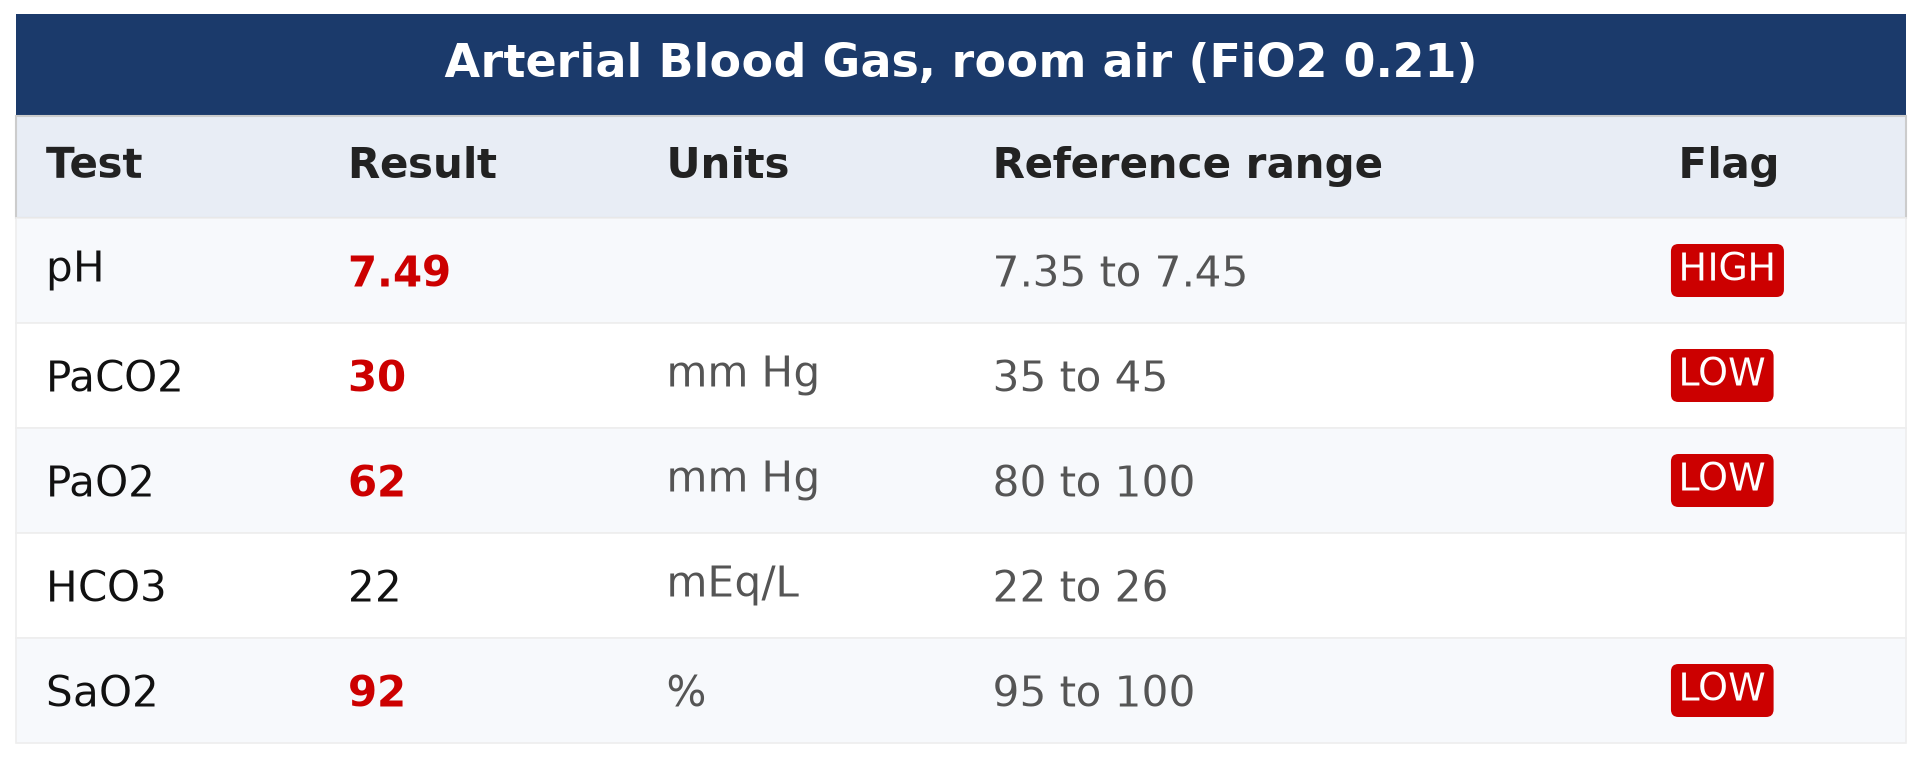 Arterial Blood Gas, room air (FiO2 0.21)
Test Result Units Reference range Flag
pH 7.49 7.35 to 7.45 HIGH
PaCO2 30 mm Hg 35 to 45 LOW
PaO2 62 mm Hg 80 to 100 LOW
HCO3 22 mEq/L 22 to 26
SaO2 92 % 95 to 100 LOW